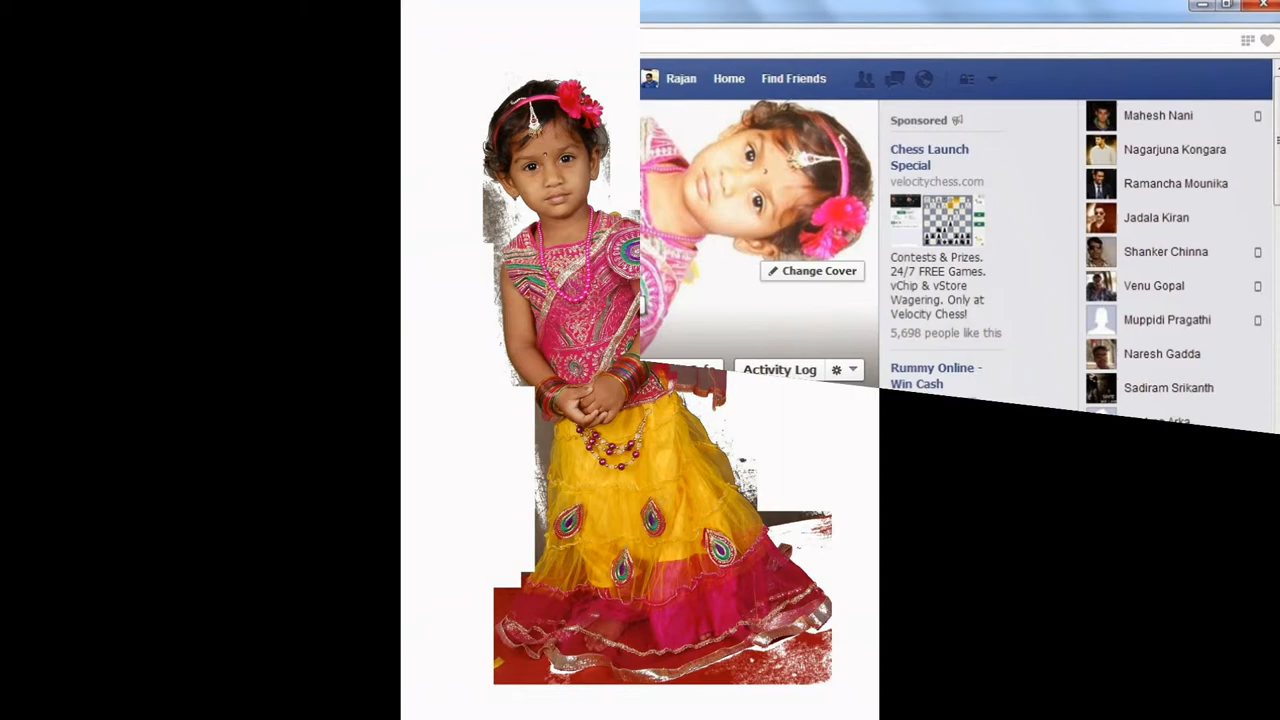 Rajan Home Find Friends
Sponsored
Chess Launch
Special
velocitychess.com
Contests & Prizes.
24/7 FREE Games.
vChip & vStore
Wagering. Only at
Velocity Chess!
5,698 people like this
Rummy Online -
Win Cash
Change Cover
Activity Log
Mahesh Nani
Nagarjuna Kongara
Ramancha Mounika
Jadala Kiran
Shanker Chinna
Venu Gopal
Muppidi Pragathi
Naresh Gadda
Sadiram Srikanth